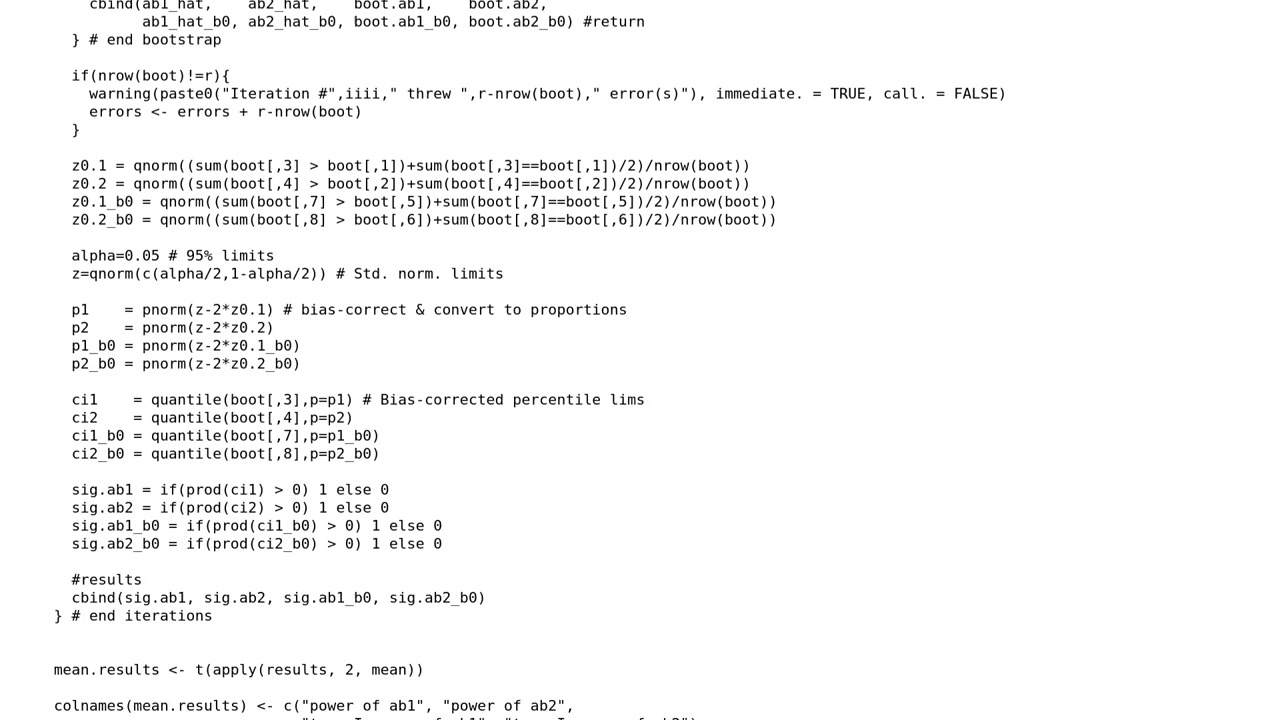 cbind(ab1_hat, ab2_hat, boot.ab1, boot.ab2,
ab1_hat_b0, ab2_hat_b0, boot.ab1_b0, boot.ab2_b0) #return
} # end bootstrap
if(nrow(boot)!=r){
warning(paste0("Iteration #",iiii," threw ",r-nrow(boot)," error(s)"), immediate. = TRUE, call. = FALSE)
errors <- errors + r-nrow(boot)
}
z0.1 = qnorm((sum(boot[,3] > boot[,1])+sum(boot[,3]==boot[,1])/2)/nrow(boot))
z0.2 = qnorm((sum(boot[,4] > boot[,2])+sum(boot[,4]==boot[,2])/2)/nrow(boot))
z0.1_b0 = qnorm((sum(boot[,7] > boot[,5])+sum(boot[,7]==boot[,5])/2)/nrow(boot))
z0.2_b0 = qnorm((sum(boot[,8] > boot[,6])+sum(boot[,8]==boot[,6])/2)/nrow(boot))
alpha=0.05 # 95% limits
z=qnorm(c(alpha/2,1-alpha/2)) # Std. norm. limits
p1 = pnorm(z-2*z0.1) # bias-correct & convert to proportions
p2 = pnorm(z-2*z0.2)
p1_b0 = pnorm(z-2*z0.1_b0)
p2_b0 = pnorm(z-2*z0.2_b0)
ci1 = quantile(boot[,3],p=p1) # Bias-corrected percentile lims
ci2 = quantile(boot[,4],p=p2)
ci1_b0 = quantile(boot[,7],p=p1_b0)
ci2_b0 = quantile(boot[,8],p=p2_b0)
sig.ab1 = if(prod(ci1) > 0) 1 else 0
sig.ab2 = if(prod(ci2) > 0) 1 else 0
sig.ab1_b0 = if(prod(ci1_b0) > 0) 1 else 0
sig.ab2_b0 = if(prod(ci2_b0) > 0) 1 else 0
#results
cbind(sig.ab1, sig.ab2, sig.ab1_b0, sig.ab2_b0)
} # end iterations
mean.results <- t(apply(results, 2, mean))
colnames(mean.results) <- c("power of ab1", "power of ab2",